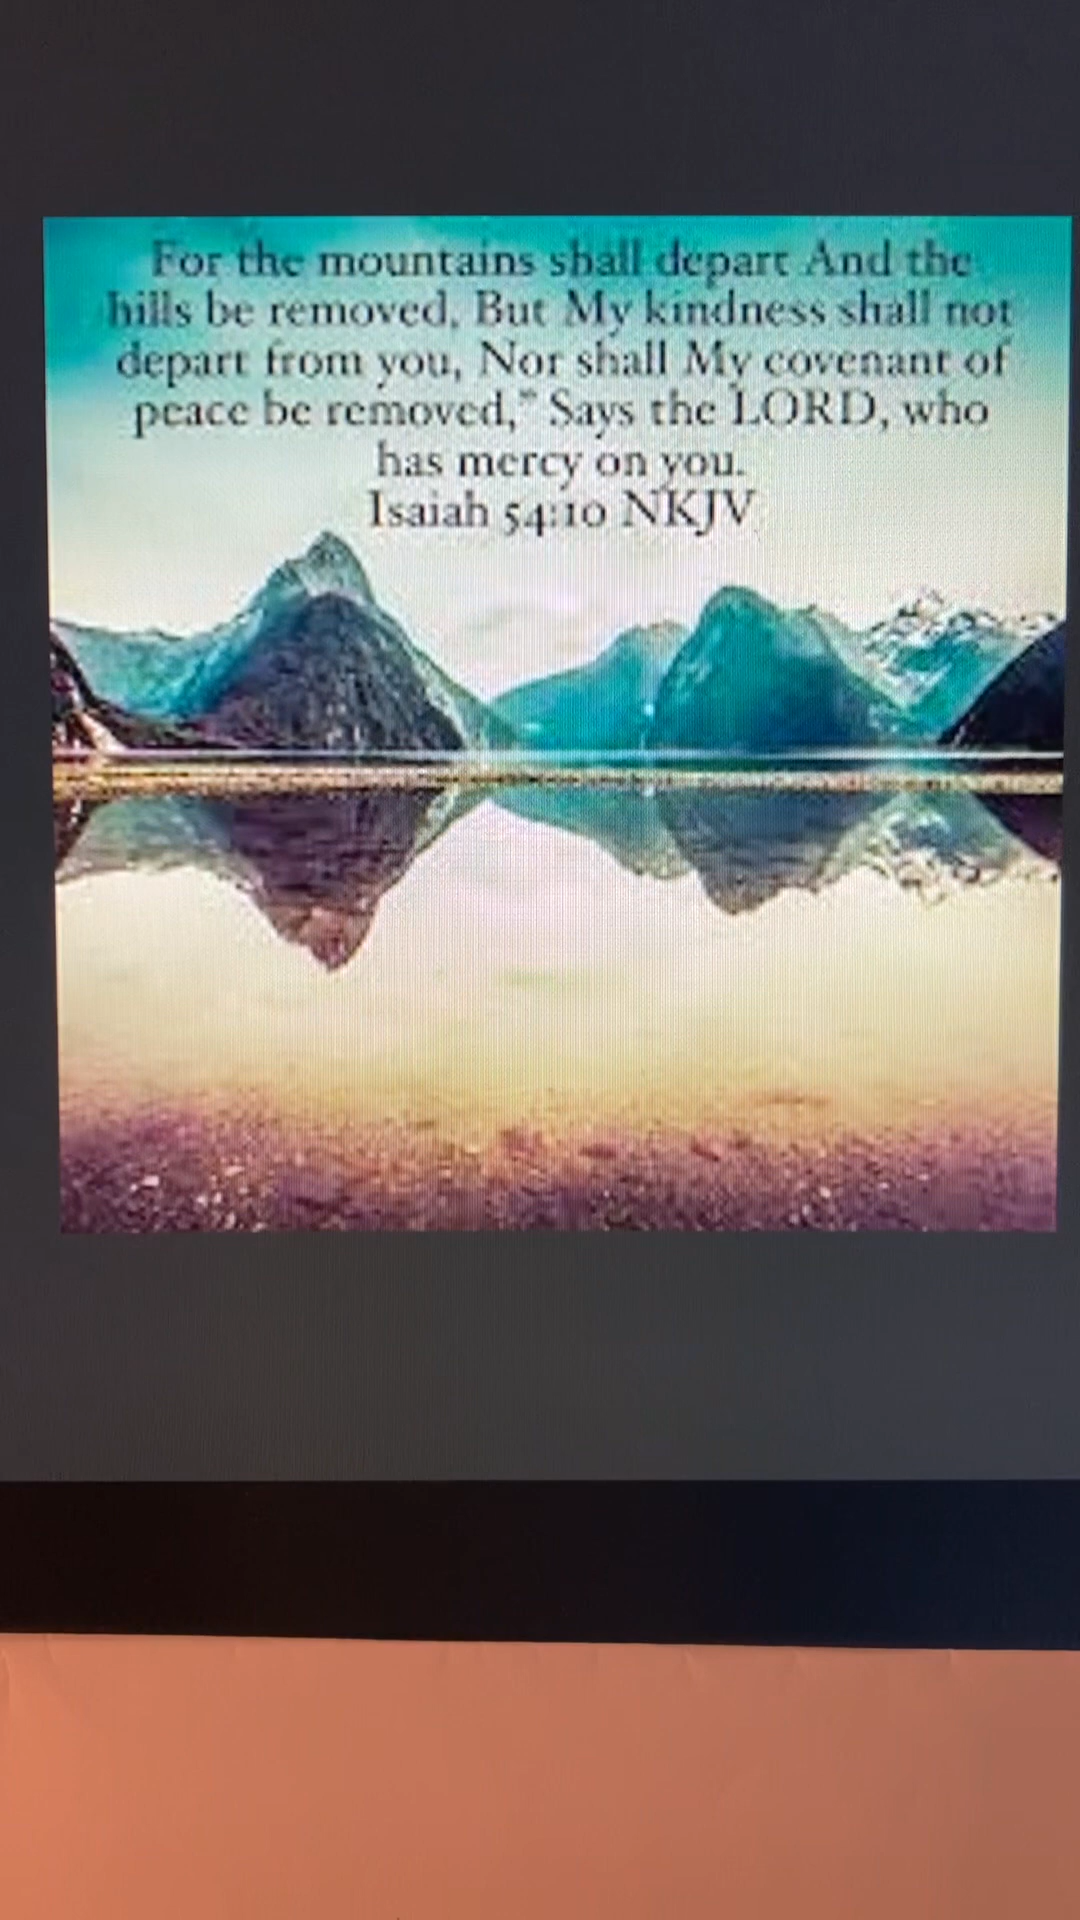 For the mountains shall depart And the
hills be removed, But My kindness shall not
depart from you, Nor shall My covenant of
peace be removed,” Says the LORD, who
has mercy on you.
Isaiah 54:10 NKJV